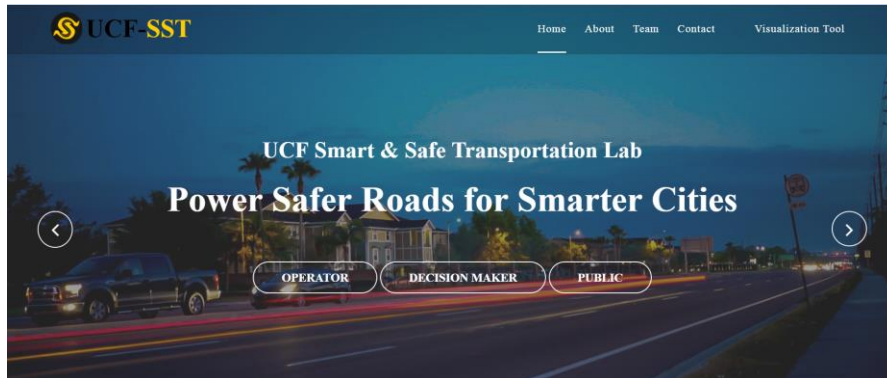 UCF-SST
Home About Team Contact Visualization Tool
UCF Smart & Safe Transportation Lab
Power Safer Roads for Smarter Cities
OPERATOR DECISION MAKER PUBLIC